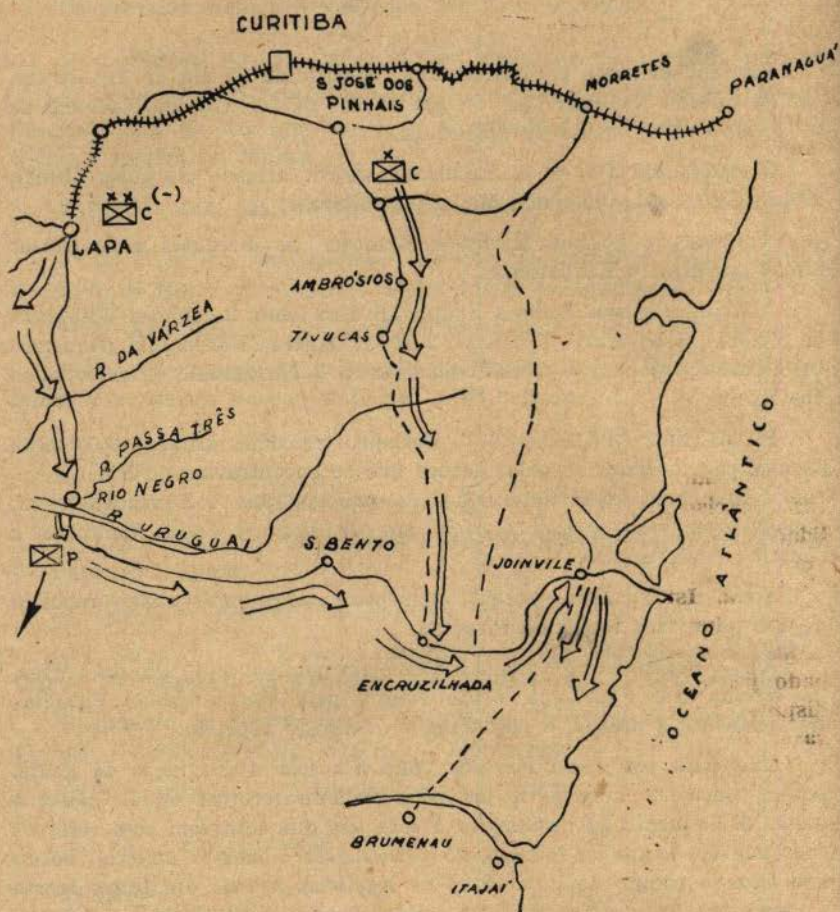 CURITIBA
S JOSÉ DOS
PINHAIS
MORRETES
PARANAGUÁ
x
C
x x
C (-)
LAPA
AMBRÓSIOS
TIJUCAS
R DA VÁRZEA
R. PASSA TRÊS
RIO NEGRO
R. URUGUAI
P
S. BENTO
JOINVILE
ENCRUZILHADA
OCEANO ATLÂNTICO
BRUMENAU
ITAJAÍ